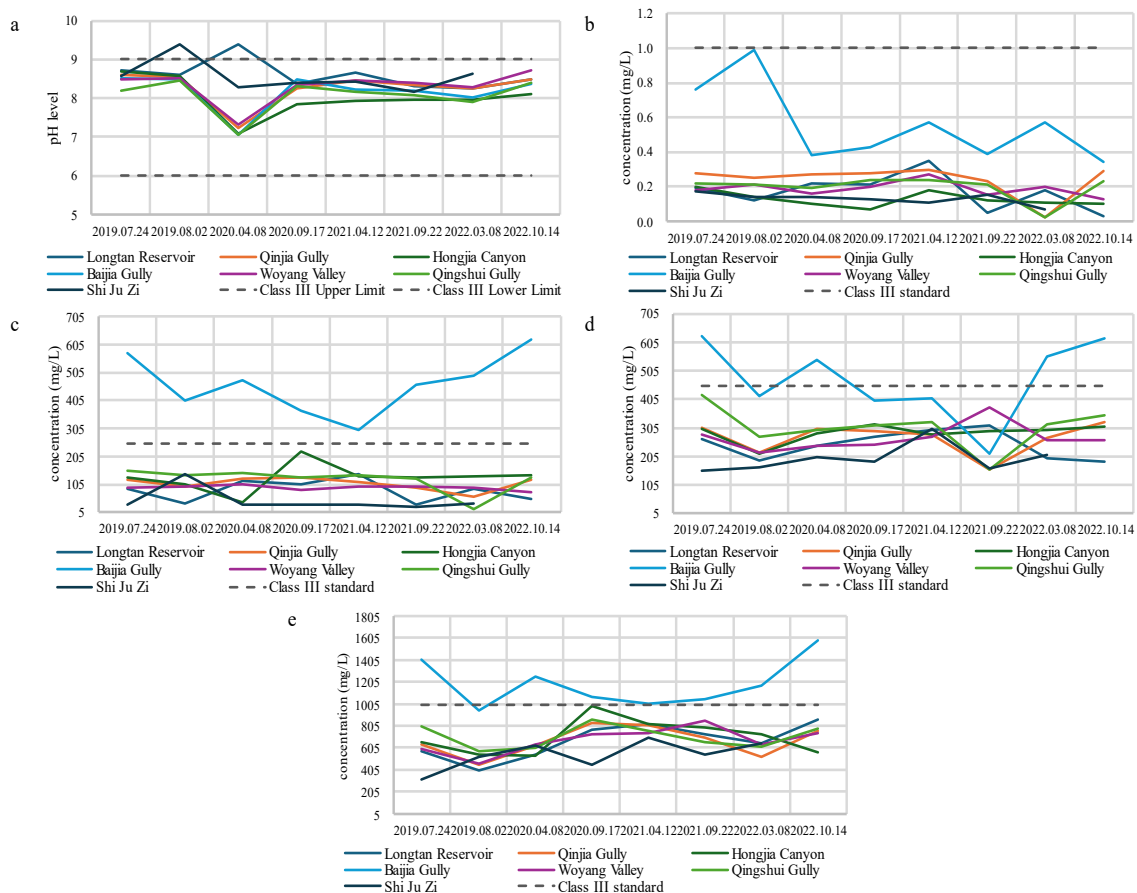 a
10
9
8
7
6
5
pH level
2019.07.24 2019.08.02 2020.04.08 2020.09.17 2021.04.12 2021.09.22 2022.03.08 2022.10.14
Longtan Reservoir Qinjia Gully Hongjia Canyon
Baijia Gully Woyang Valley Qingshui Gully
Shi Ju Zi Class III Upper Limit Class III Lower Limit
b
1.2
1.0
0.8
0.6
0.4
0.2
0.0
concentration (mg/L)
2019.07.24 2019.08.02 2020.04.08 2020.09.17 2021.04.12 2021.09.22 2022.03.08 2022.10.14
Longtan Reservoir Qinjia Gully Hongjia Canyon
Baijia Gully Woyang Valley Qingshui Gully
Shi Ju Zi Class III standard
c
705
605
505
405
305
205
105
5
concentration (mg/L)
2019.07.24 2019.08.02 2020.04.08 2020.09.17 2021.04.12 2021.09.22 2022.03.08 2022.10.14
Longtan Reservoir Qinjia Gully Hongjia Canyon
Baijia Gully Woyang Valley Qingshui Gully
Shi Ju Zi Class III standard
d
705
605
505
405
305
205
105
5
concentration (mg/L)
2019.07.24 2019.08.02 2020.04.08 2020.09.17 2021.04.12 2021.09.22 2022.03.08 2022.10.14
Longtan Reservoir Qinjia Gully Hongjia Canyon
Baijia Gully Woyang Valley Qingshui Gully
Shi Ju Zi Class III standard
e
1805
1605
1405
1205
1005
805
605
405
205
5
concentration (mg/L)
2019.07.24 2019.08.02 2020.04.08 2020.09.17 2021.04.12 2021.09.22 2022.03.08 2022.10.14
Longtan Reservoir Qinjia Gully Hongjia Canyon
Baijia Gully Woyang Valley Qingshui Gully
Shi Ju Zi Class III standard